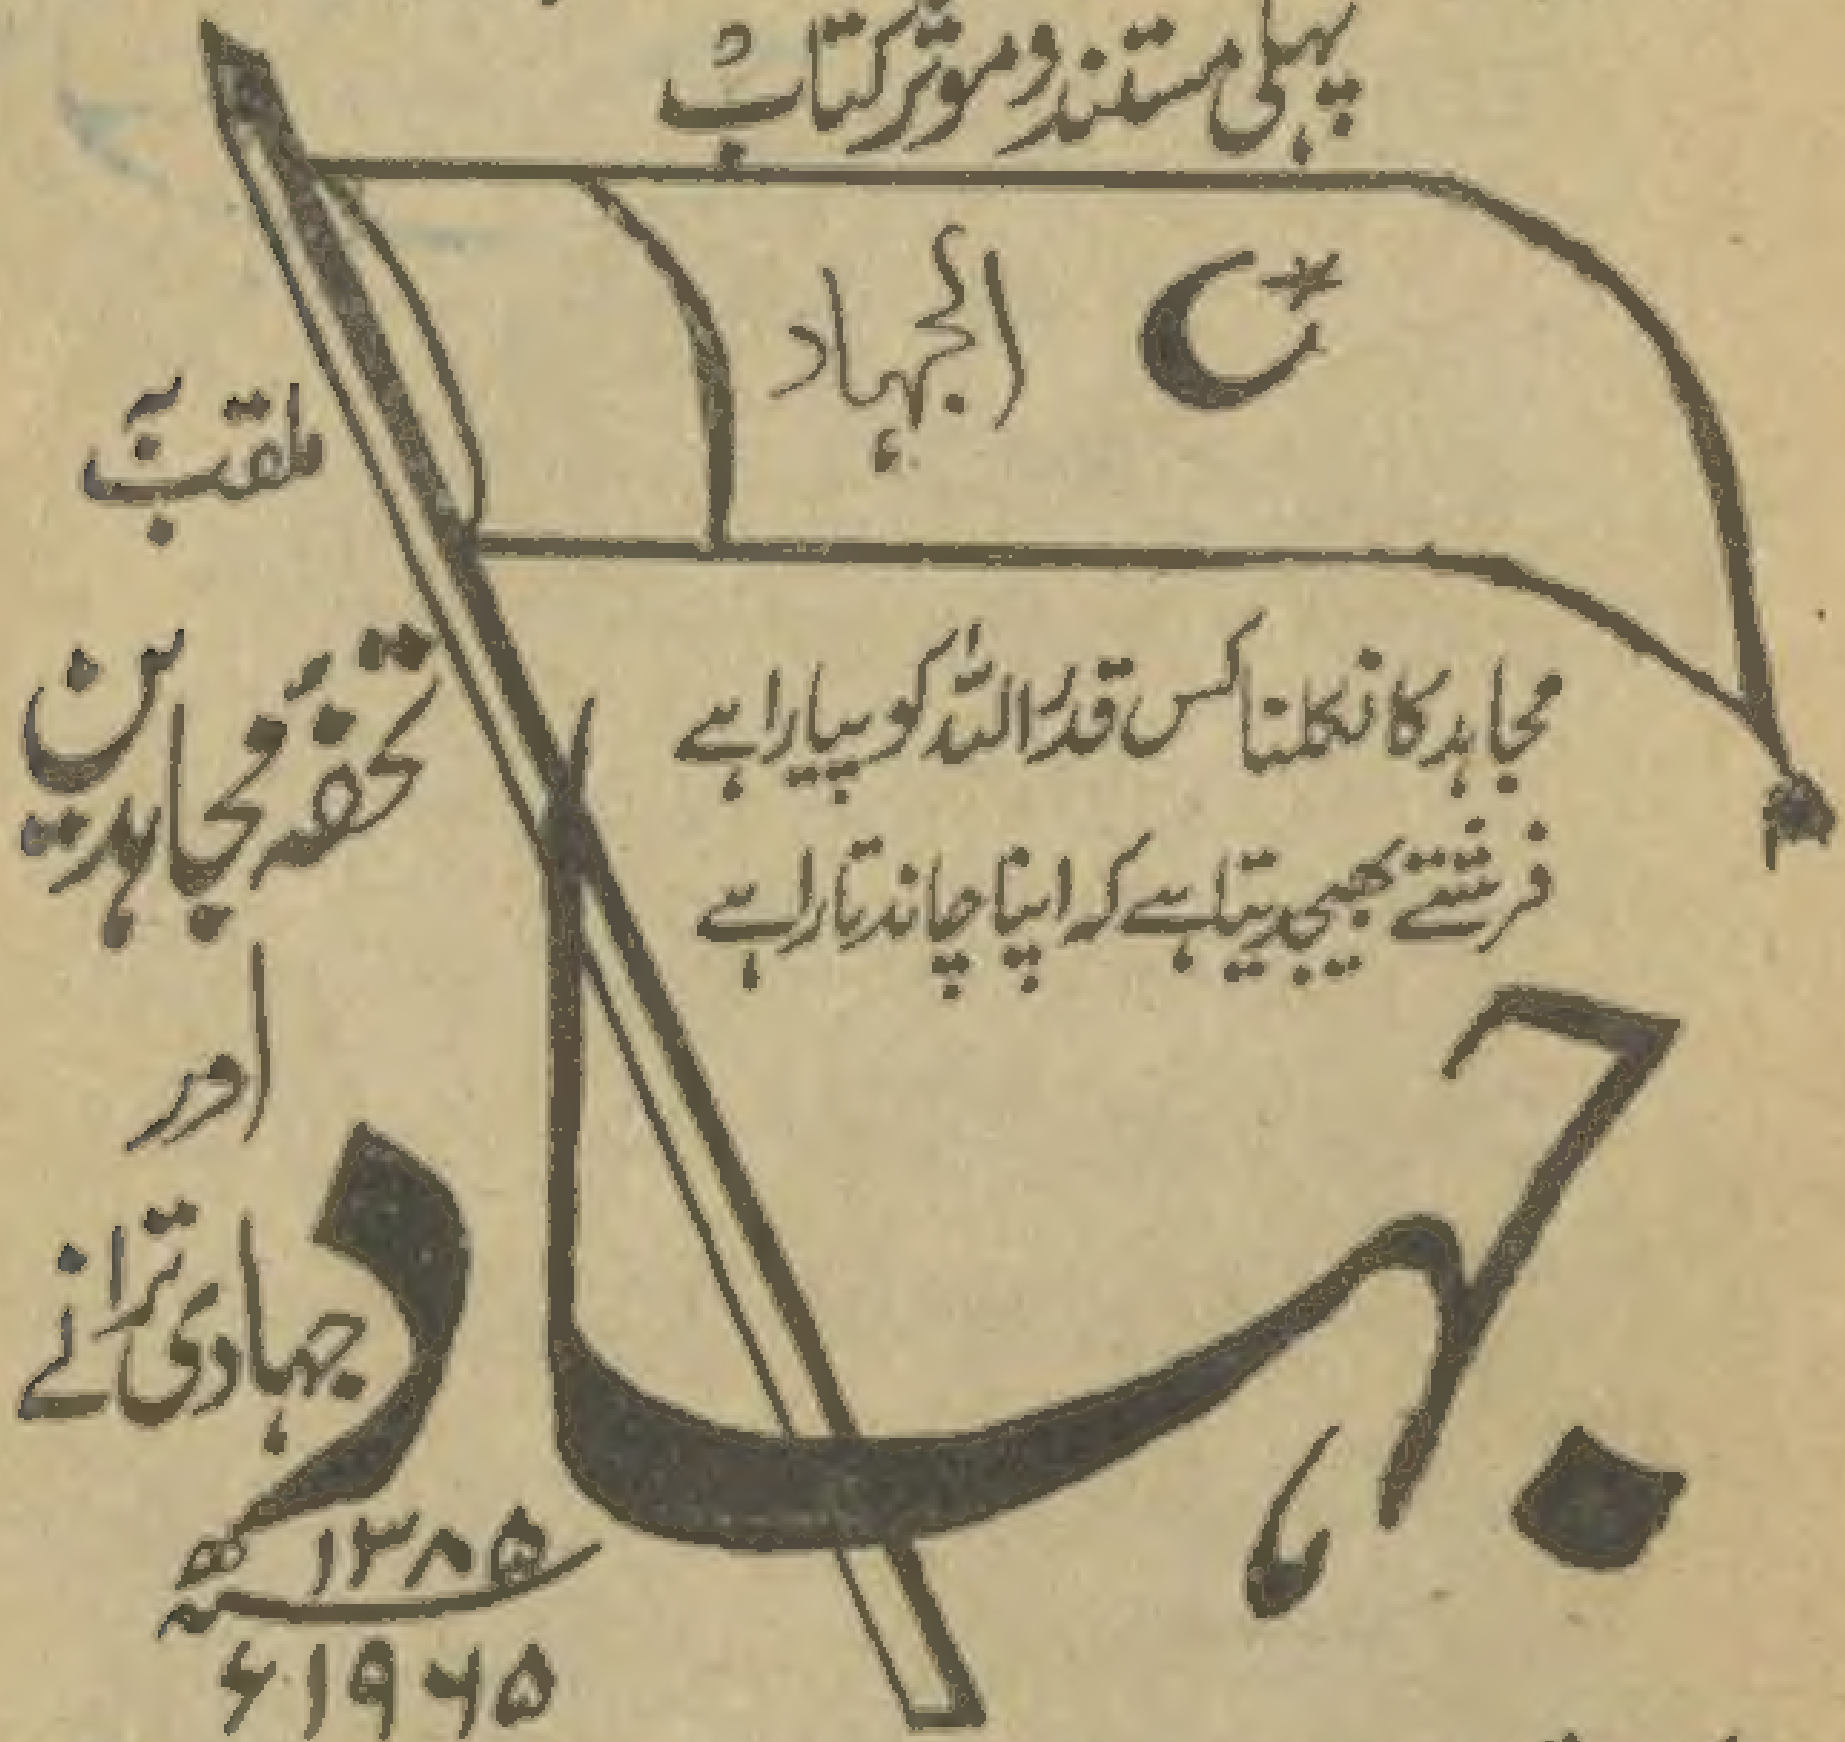 پہلی مستند و موثر کتاب
الجہاد
ملقب بہ
تحفہ مجاہدین
اور
جہادی ترانے
مجاہد کا نکلنا کس قدر اللہ کو پیارا ہے
فرشتے بھیجدیتا ہے کہ اپنا چاند تارا ہے
جہاد
۱۳۸۵ھ
۱۹۶۵ء